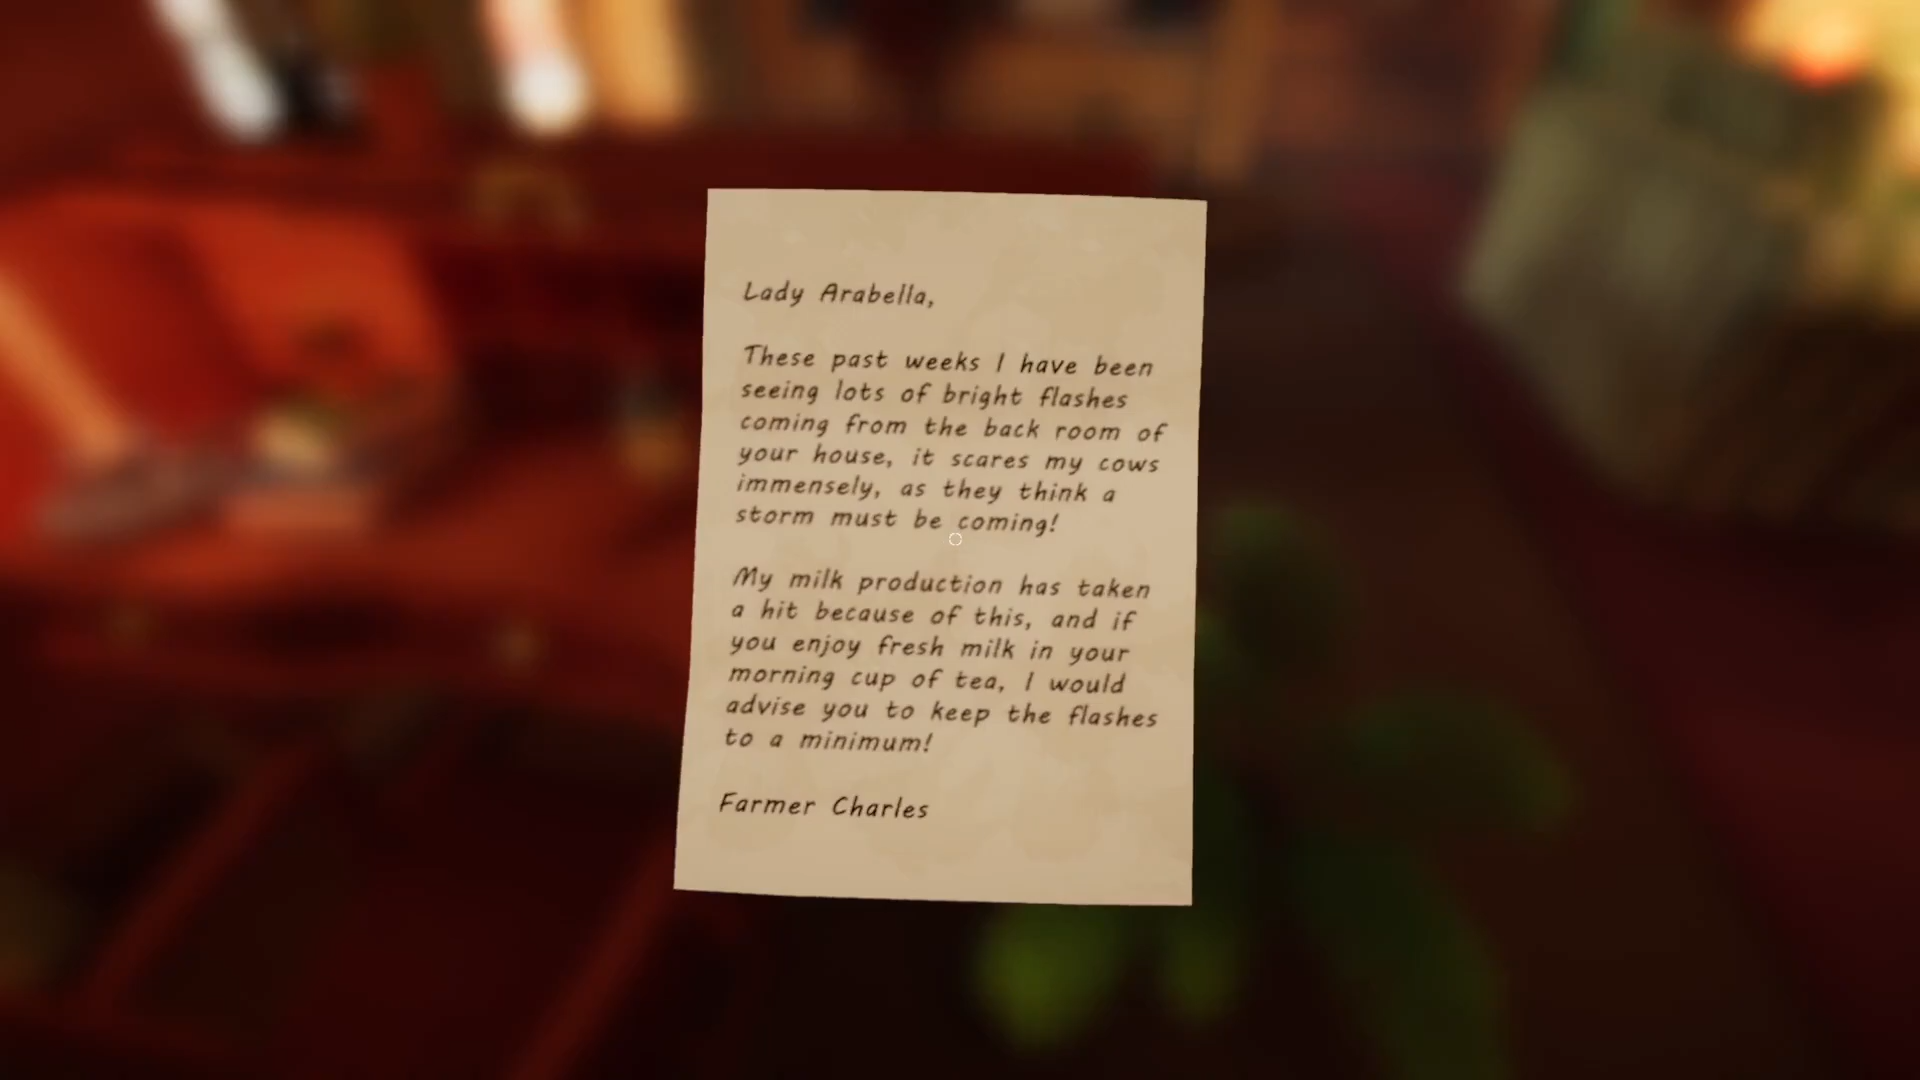 Lady Arabella,
These past weeks I have been
seeing lots of bright flashes
coming from the back room of
your house, it scares my cows
immensely, as they think a
storm must be coming!
My milk production has taken
a hit because of this, and if
you enjoy fresh milk in your
morning cup of tea, I would
advise you to keep the flashes
to a minimum!
Farmer Charles